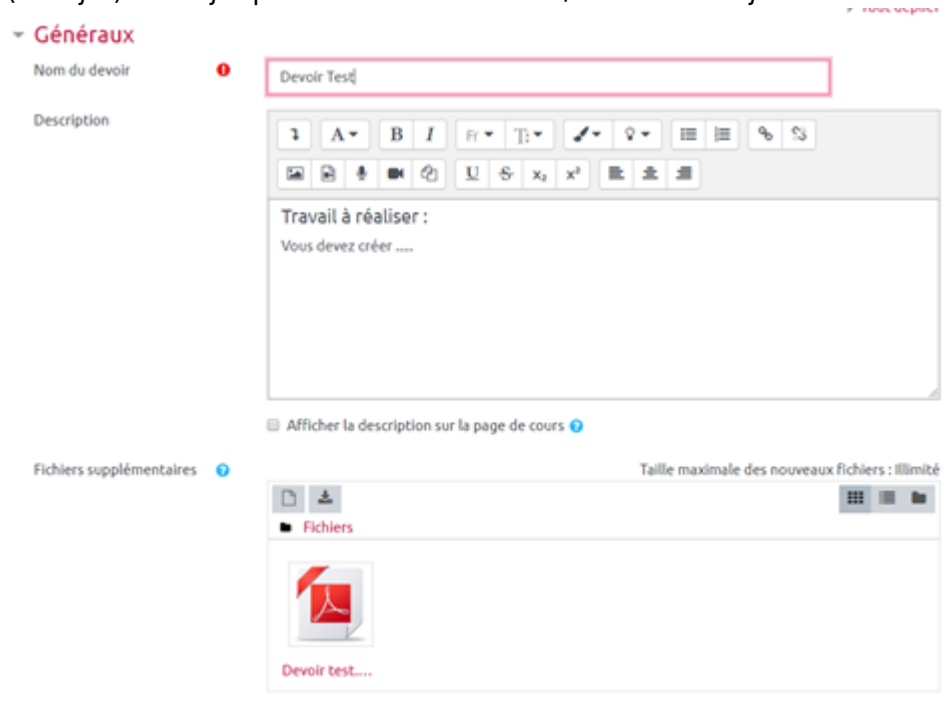 Généraux
Nom du devoir
Devoir Test
Description
Travail à réaliser :
Vous devez créer .....
Afficher la description sur la page de cours
Fichiers supplémentaires
Taille maximale des nouveaux fichiers : Illimité
Fichiers
Devoir test....